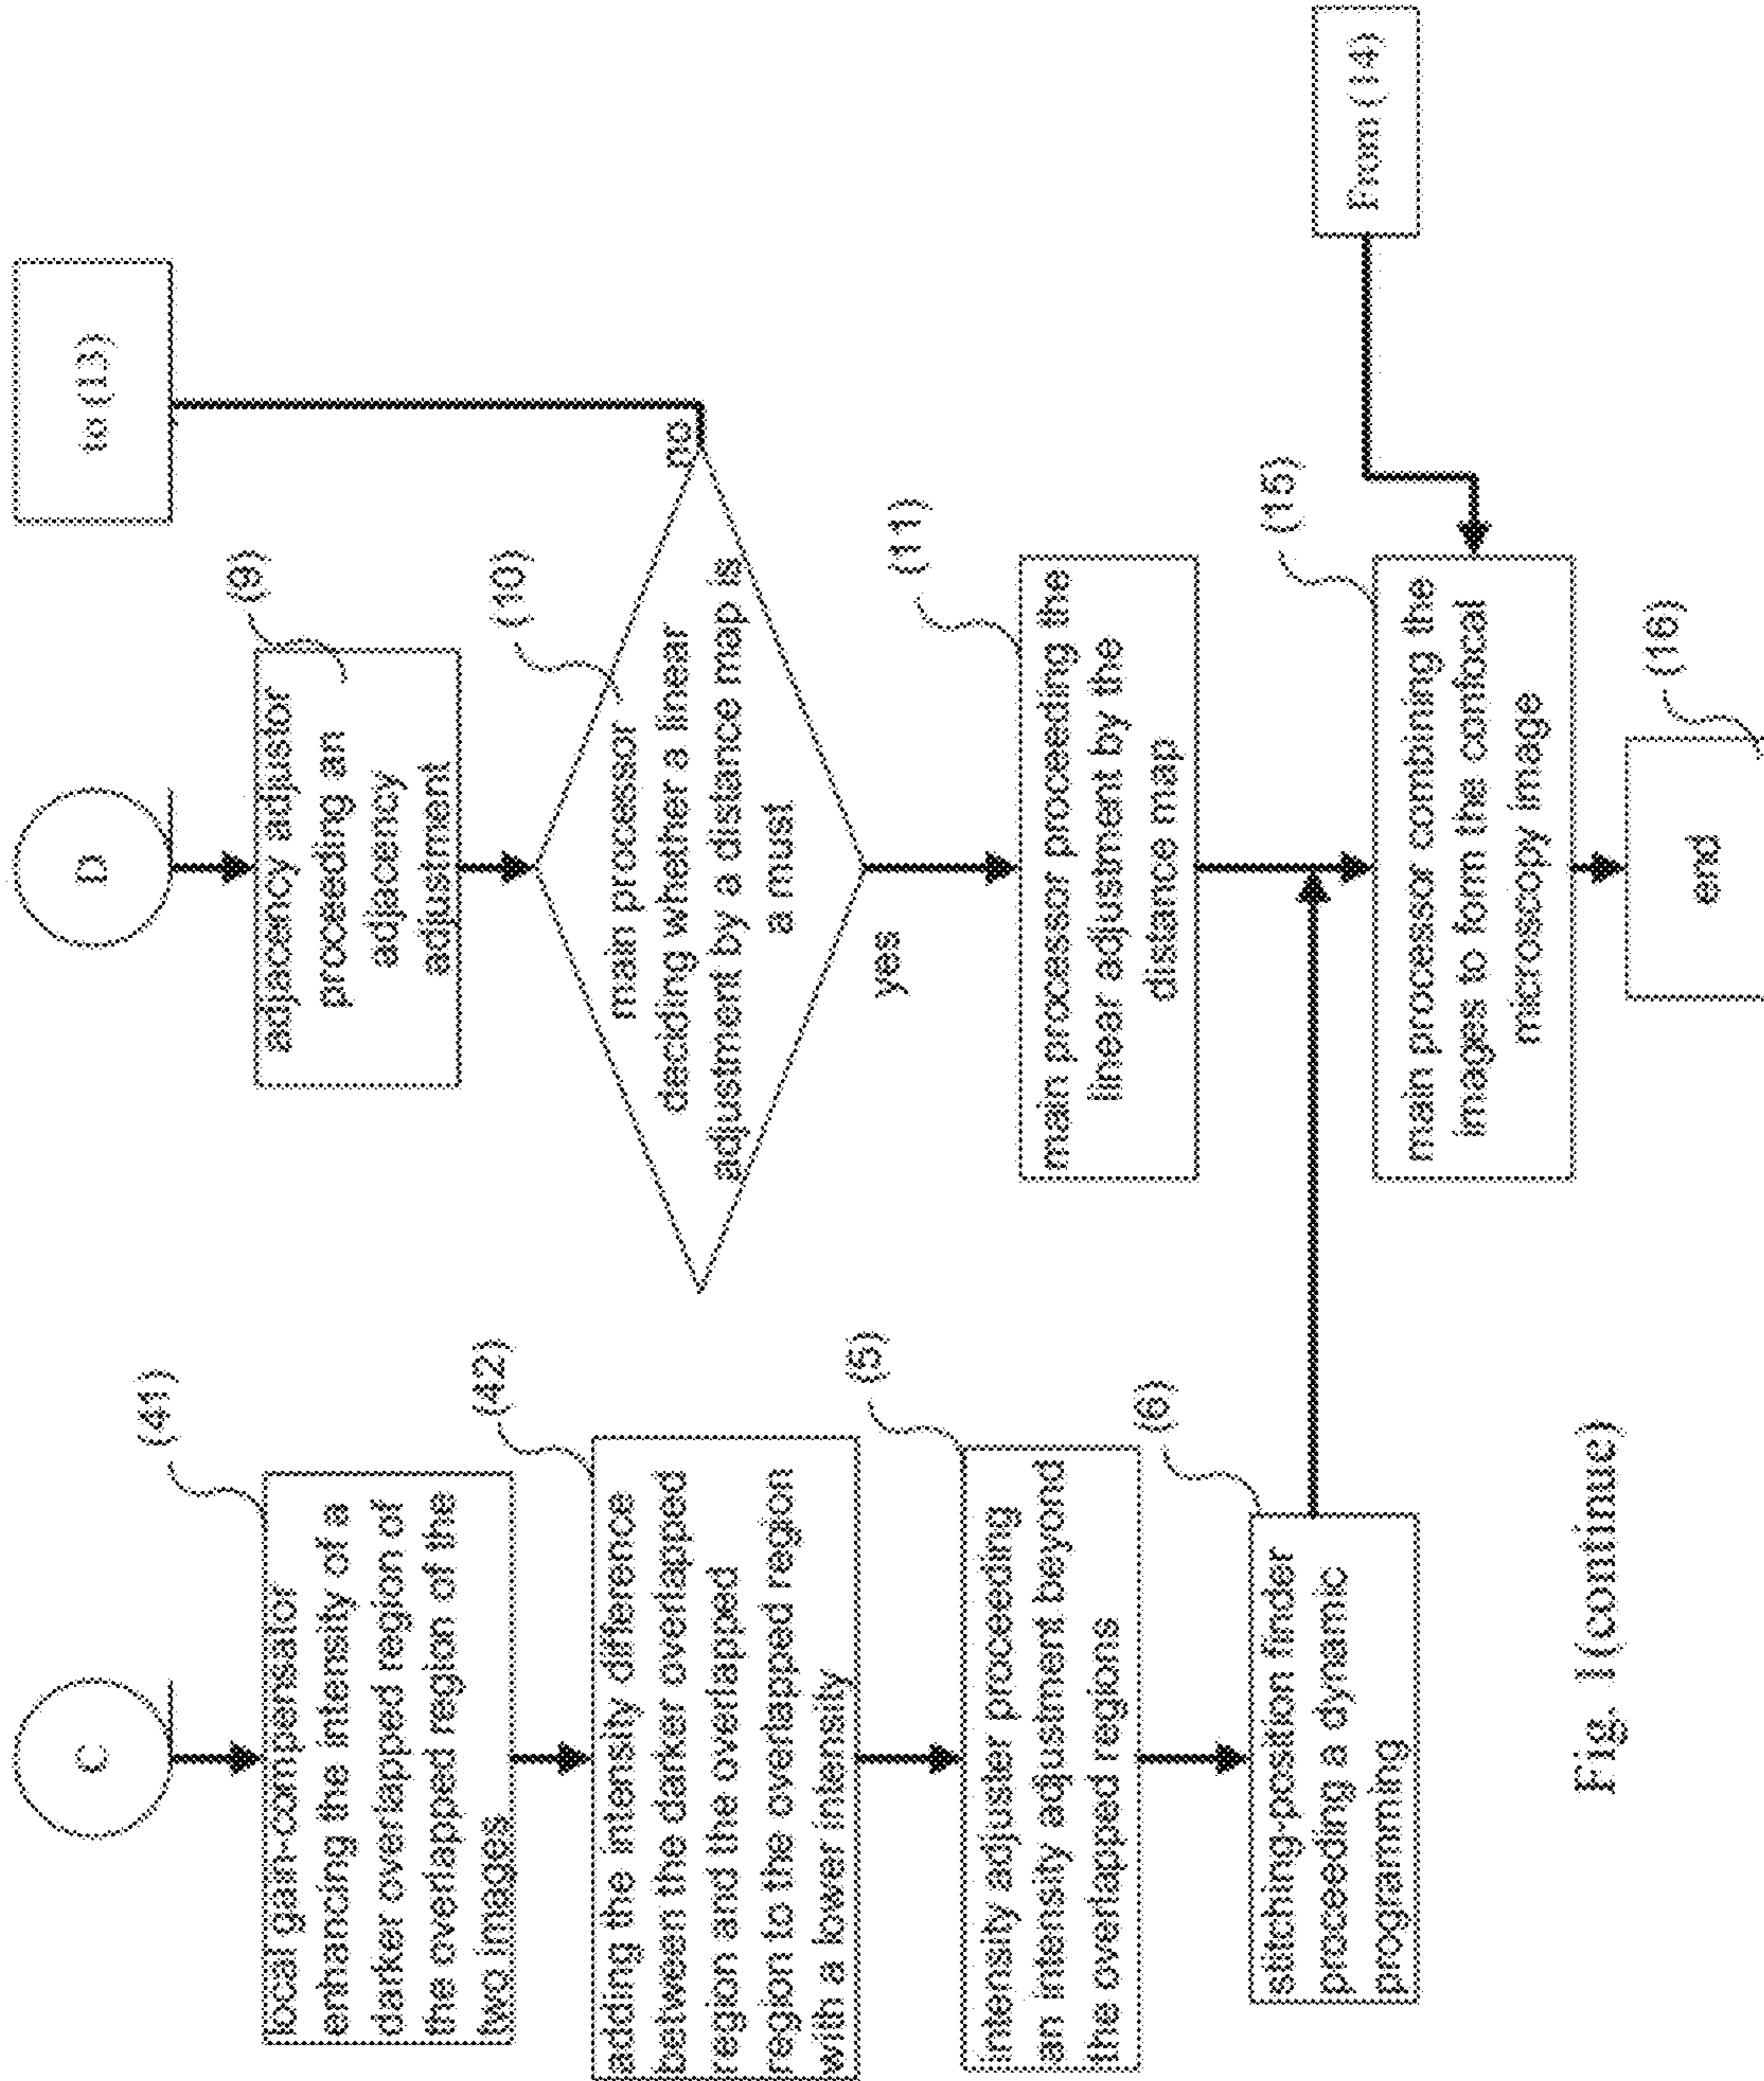 C
(41)
local gain-compensator
enhancing the intensity of a
darker overlapped region of
the overlapped region of the
two images
(42)
adding the intensity difference
between the darker overlapped
region and the overlapped
region to the overlapped region
with a lower intensity
(5)
intensity adjuster proceeding
an intensity adjustment beyond
the overlapped regions
(6)
stitching-position finder
proceeding a dynamic
programming
D
(9)
adjacency adjustor
proceeding an
adjacency
adjustment
to (13)
(10)
main processor
deciding whether a linear
adjustment by a distance map is
a must
no
yes
(11)
main processor proceeding the
linear adjustment by the
distance map
From (14)
(15)
main processor combining the
images to form the confocal
microscopy image
(16)
end
Fig. 1(continue)